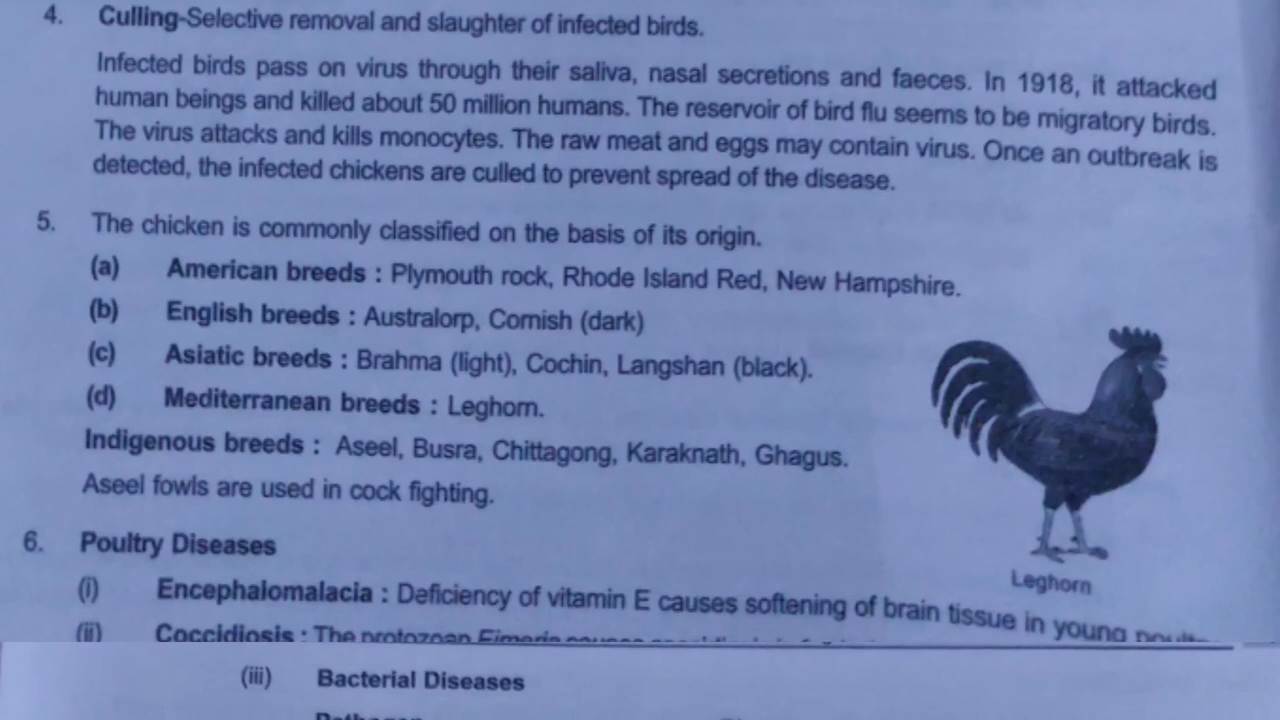 4. Culling-Selective removal and slaughter of infected birds.
Infected birds pass on virus through their saliva, nasal secretions and faeces. In 1918, it attacked
human beings and killed about 50 million humans. The reservoir of bird flu seems to be migratory birds.
The virus attacks and kills monocytes. The raw meat and eggs may contain virus. Once an outbreak is
detected, the infected chickens are culled to prevent spread of the disease.
5. The chicken is commonly classified on the basis of its origin.
(a) American breeds : Plymouth rock, Rhode Island Red, New Hampshire.
(b) English breeds : Australorp, Cornish (dark)
(c) Asiatic breeds : Brahma (light), Cochin, Langshan (black).
(d) Mediterranean breeds : Leghorn.
Indigenous breeds : Aseel, Busra, Chittagong, Karaknath, Ghagus.
Aseel fowls are used in cock fighting.
Leghorn
6. Poultry Diseases
(i) Encephalomalacia : Deficiency of vitamin E causes softening of brain tissue in young
(ii) Coccidiosis : The protozoan Eimeria
(iii) Bacterial Diseases